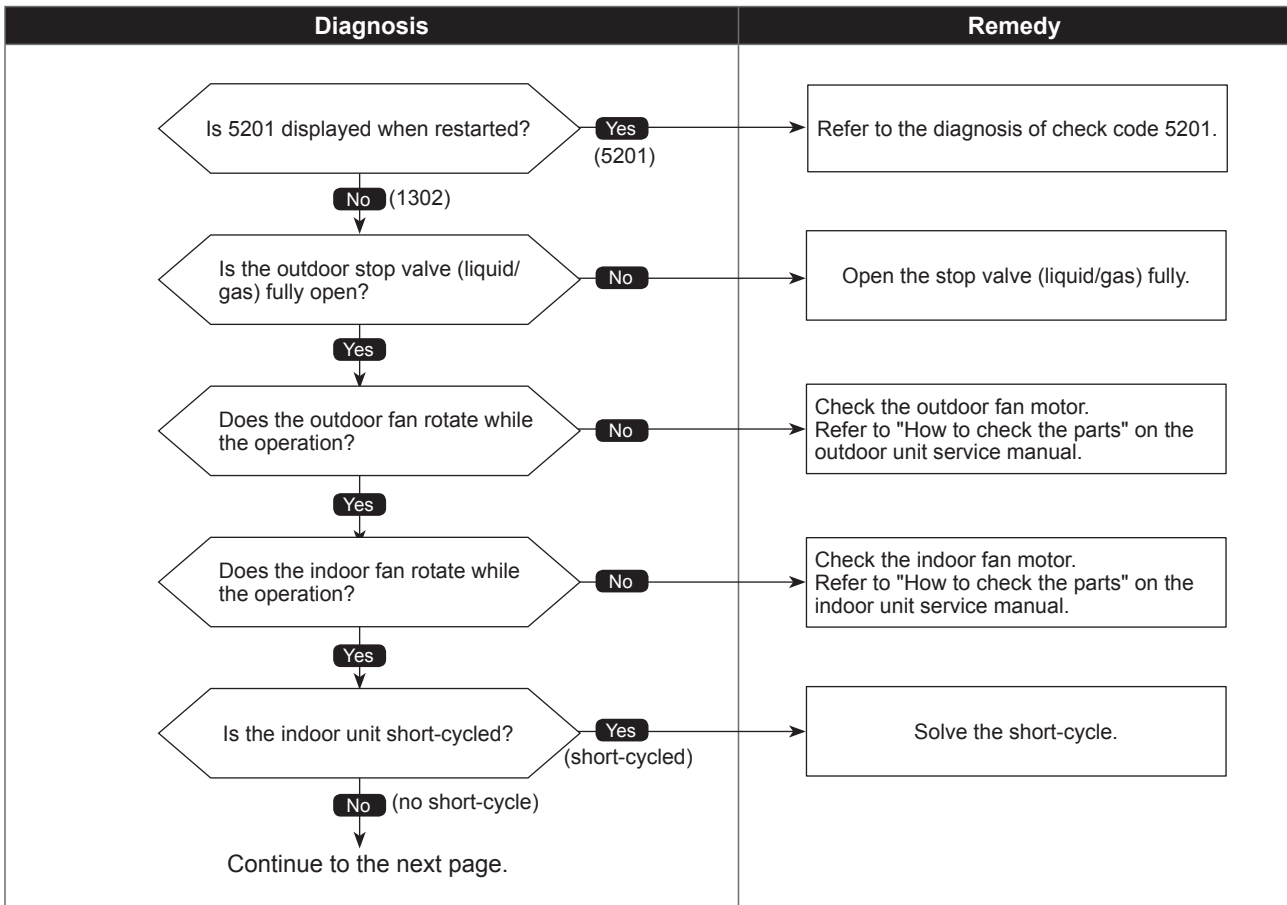 Diagnosis
Remedy
Is 5201 displayed when restarted?
Yes
(5201)
Refer to the diagnosis of check code 5201.
No (1302)
Is the outdoor stop valve (liquid/
gas) fully open?
No
Open the stop valve (liquid/gas) fully.
Yes
Does the outdoor fan rotate while
the operation?
No
Check the outdoor fan motor.
Refer to "How to check the parts" on the
outdoor unit service manual.
Yes
Does the indoor fan rotate while
the operation?
No
Check the indoor fan motor.
Refer to "How to check the parts" on the
indoor unit service manual.
Yes
Is the indoor unit short-cycled?
Yes
(short-cycled)
Solve the short-cycle.
No (no short-cycle)
Continue to the next page.